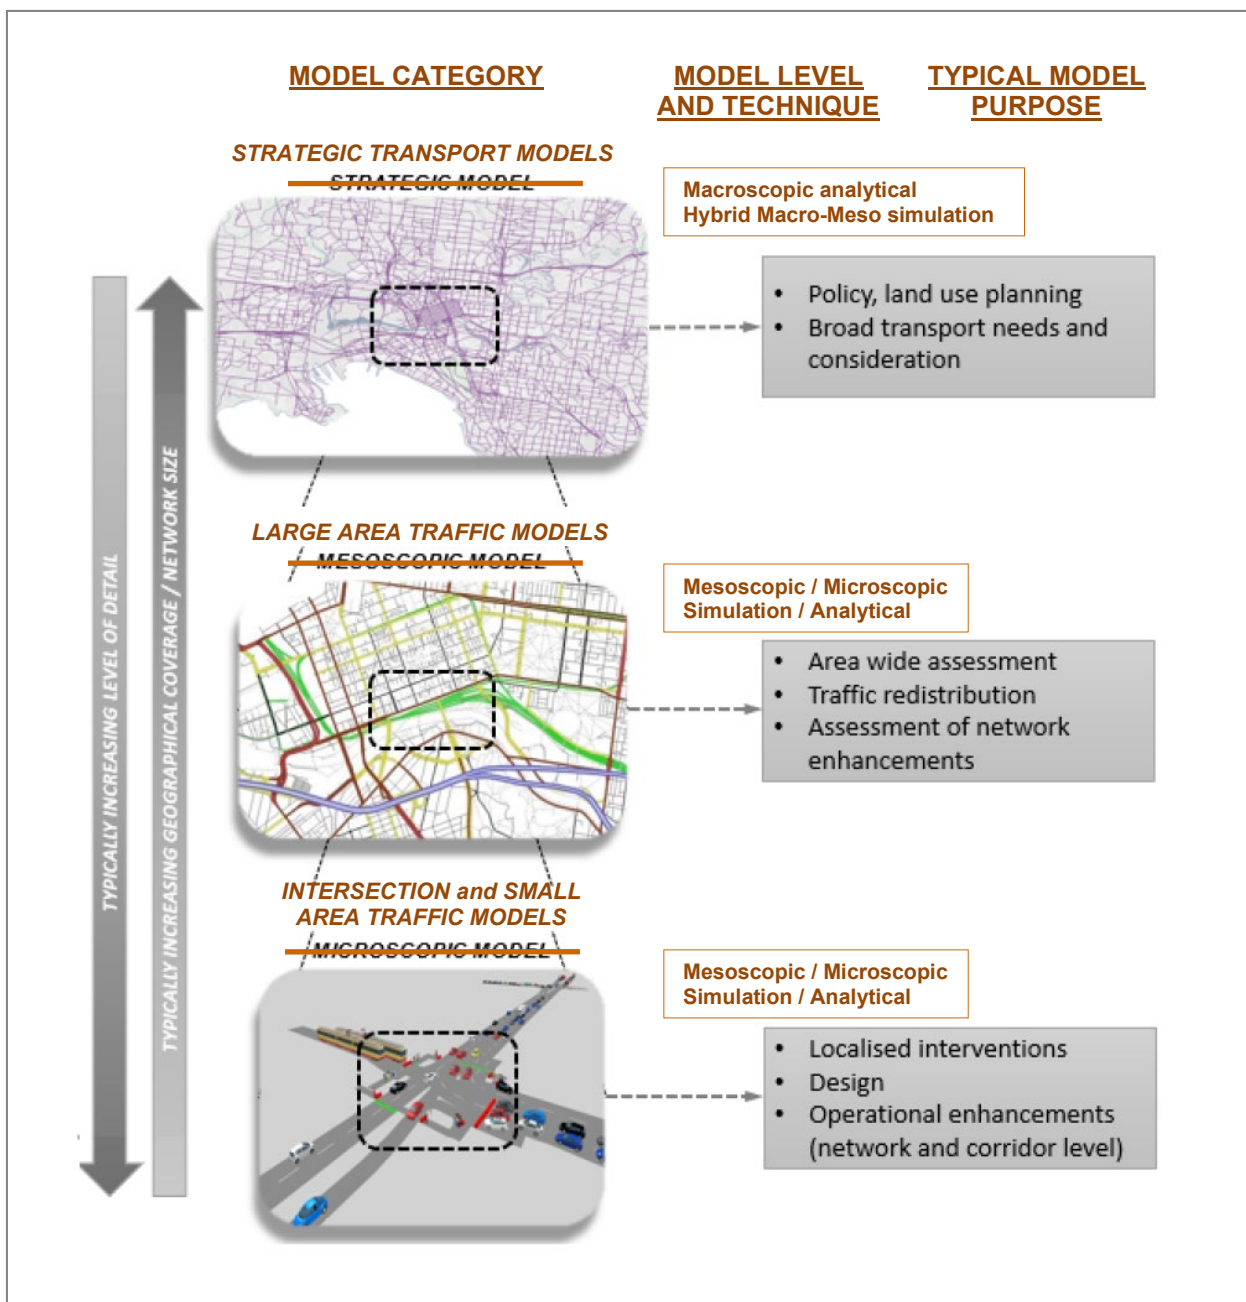 MODEL CATEGORY
MODEL LEVEL
AND TECHNIQUE
TYPICAL MODEL
PURPOSE
STRATEGIC TRANSPORT MODELS
STRATEGIC MODEL
Macroscopic analytical
Hybrid Macro-Meso simulation
• Policy, land use planning
• Broad transport needs and
consideration
TYPICALLY INCREASING LEVEL OF DETAIL
TYPICALLY INCREASING GEOGRAPHICAL COVERAGE / NETWORK SIZE
LARGE AREA TRAFFIC MODELS
MESOSCOPIC MODEL
Mesoscopic / Microscopic
Simulation / Analytical
• Area wide assessment
• Traffic redistribution
• Assessment of network
enhancements
INTERSECTION and SMALL
AREA TRAFFIC MODELS
MICROSCOPIC MODEL
Mesoscopic / Microscopic
Simulation / Analytical
• Localised interventions
• Design
• Operational enhancements
(network and corridor level)